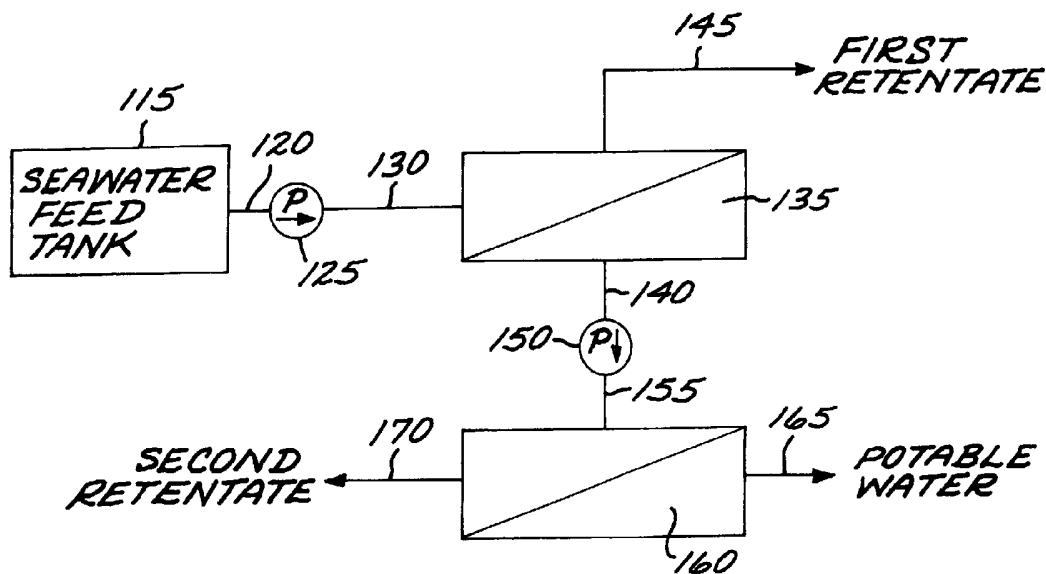 145
FIRST
RETENTATE
115
120
130
SEAWATER
FEED
TANK
P
125
135
140
150
P
155
170
165
SECOND
RETENTATE
POTABLE
WATER
160